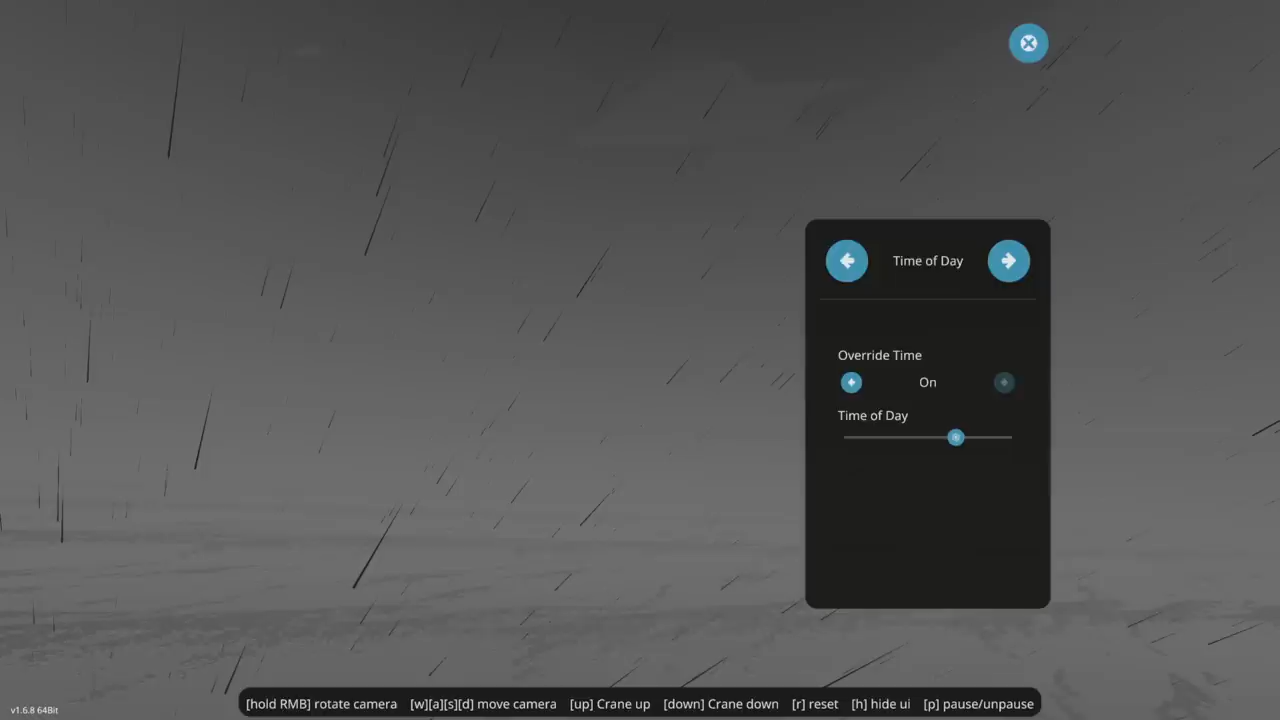 Time of Day
Override Time
On
Time of Day
[hold RMB] rotate camera [w][a][s][d] move camera [up] Crane up [down] Crane down [r] reset [h] hide ui [p] pause/unpause
v1.6.8 64Bit